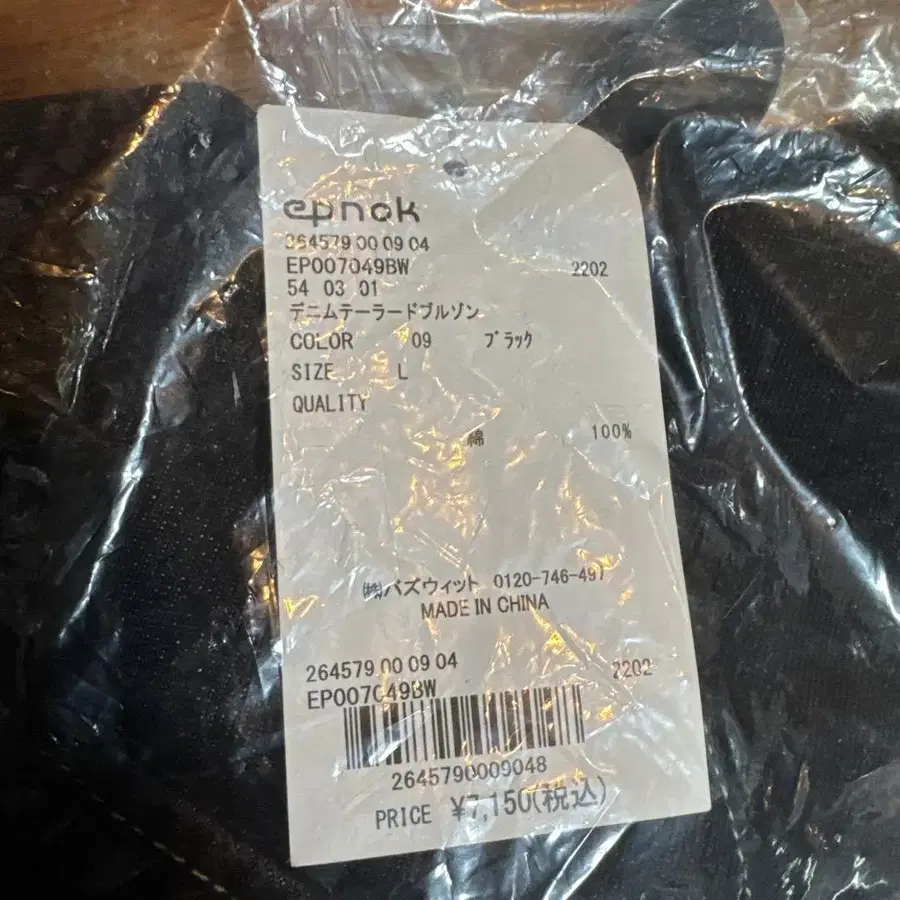 epnok
264579 00 09 04
EP007049BW 2202
54 03 01
デニムテーラードブルゾン
COLOR 09 ブラック
SIZE L
QUALITY
綿 100%
㈱バズウィット 0120-746-497
MADE IN CHINA
264579 00 09 04 2202
EP007049BW
2645790009048
PRICE ¥7,150(税込)